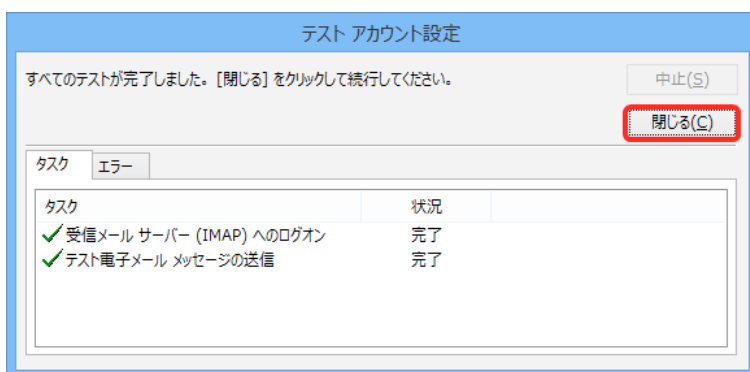 テスト アカウント設定
すべてのテストが完了しました。[閉じる] をクリックして続行してください。
中止(S)
閉じる(C)
タスク エラー
タスク 状況
受信メール サーバー (IMAP) へのログオン 完了
テスト電子メール メッセージの送信 完了